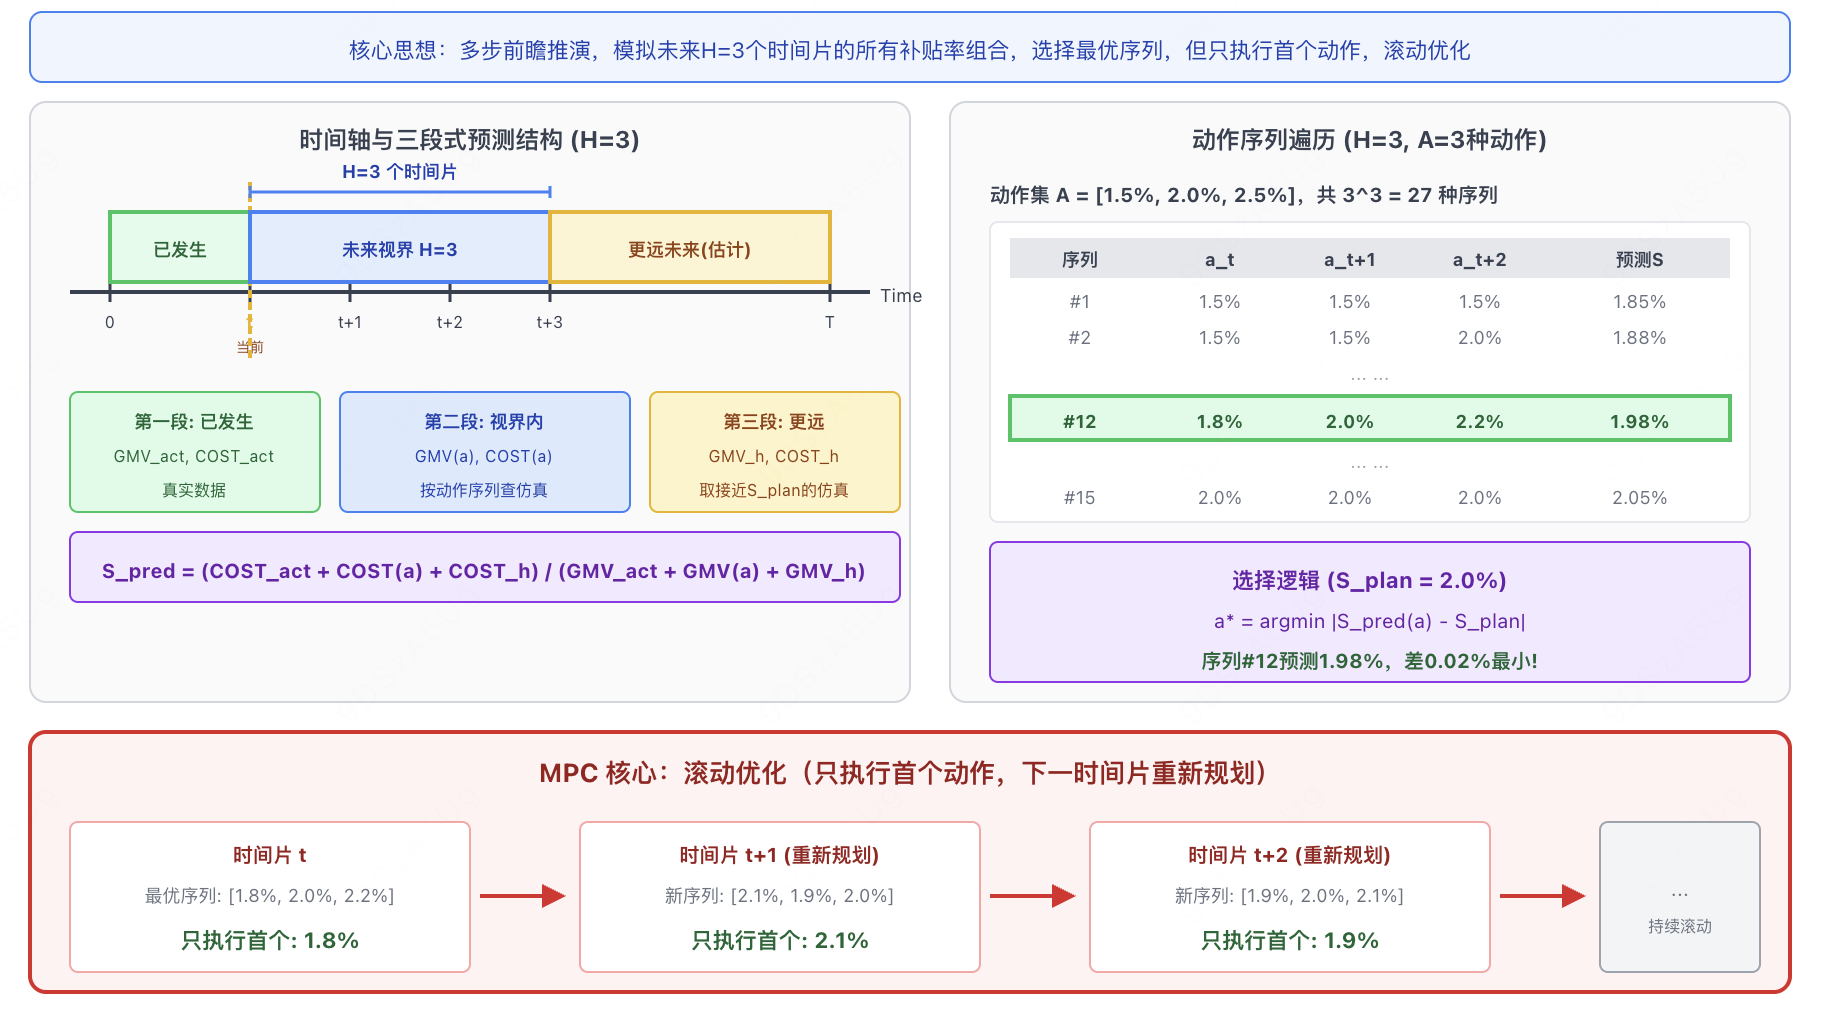 核心思想：多步前瞻推演，模拟未来H=3个时间片的所有补贴率组合，选择最优序列，但只执行首个动作，滚动优化
时间轴与三段式预测结构 (H=3)
H=3 个时间片
已发生
未来视界 H=3
更远未来(估计)
Time
0
t+1
t+2
t+3
T
当前
第一段: 已发生
GMV_act, COST_act
真实数据
第二段: 视界内
GMV(a), COST(a)
按动作序列查仿真
第三段: 更远
GMV_h, COST_h
取接近S_plan的仿真
S_pred = (COST_act + COST(a) + COST_h) / (GMV_act + GMV(a) + GMV_h)
动作序列遍历 (H=3, A=3种动作)
动作集 A = [1.5%, 2.0%, 2.5%]，共 3^3 = 27 种序列
序列 a_t a_t+1 a_t+2 预测S
#1 1.5% 1.5% 1.5% 1.85%
#2 1.5% 1.5% 2.0% 1.88%
... ...
#12 1.8% 2.0% 2.2% 1.98%
... ...
#15 2.0% 2.0% 2.0% 2.05%
选择逻辑 (S_plan = 2.0%)
a* = argmin |S_pred(a) - S_plan|
序列#12预测1.98%，差0.02%最小!
MPC 核心：滚动优化（只执行首个动作，下一时间片重新规划）
时间片 t
最优序列: [1.8%, 2.0%, 2.2%]
只执行首个: 1.8%
时间片 t+1 (重新规划)
新序列: [2.1%, 1.9%, 2.0%]
只执行首个: 2.1%
时间片 t+2 (重新规划)
新序列: [1.9%, 2.0%, 2.1%]
只执行首个: 1.9%
...
持续滚动